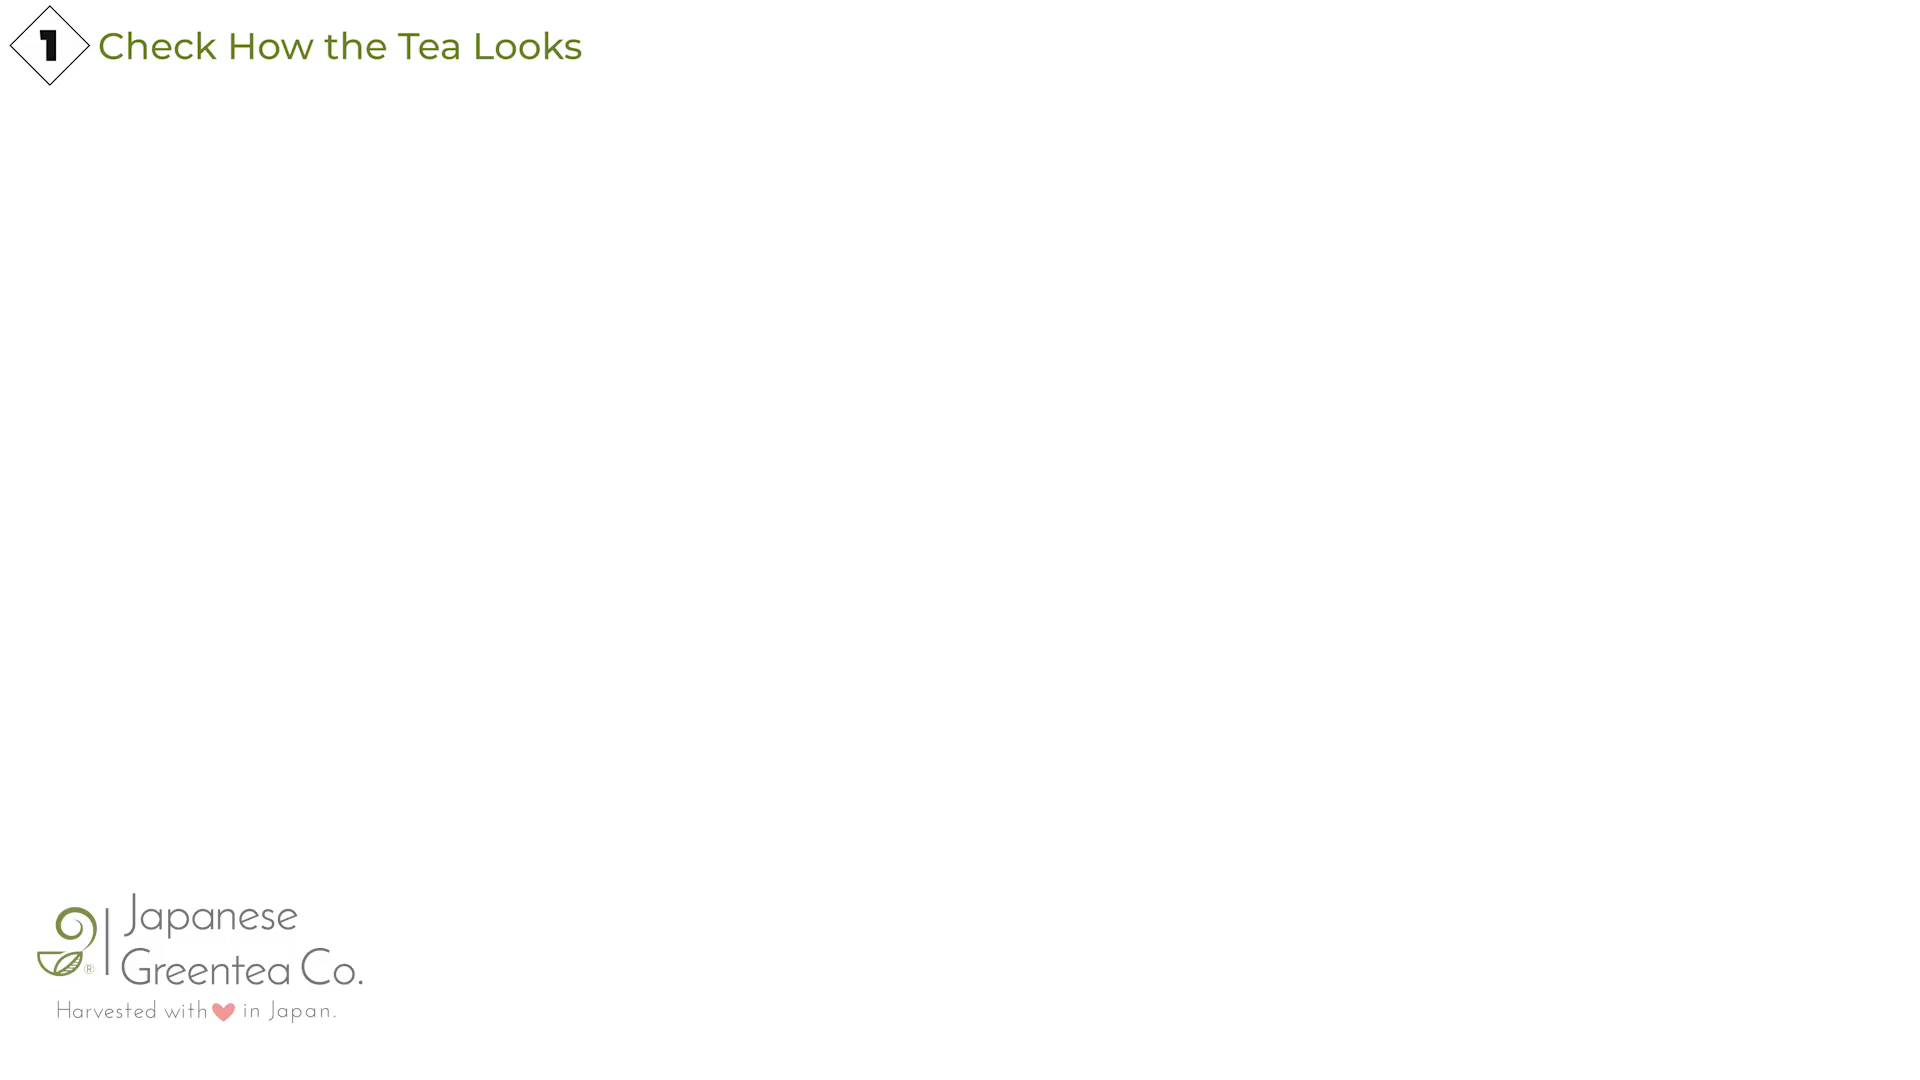 1 Check How the Tea Looks
Japanese
Greentea Co.
®
Harvested with in Japan.